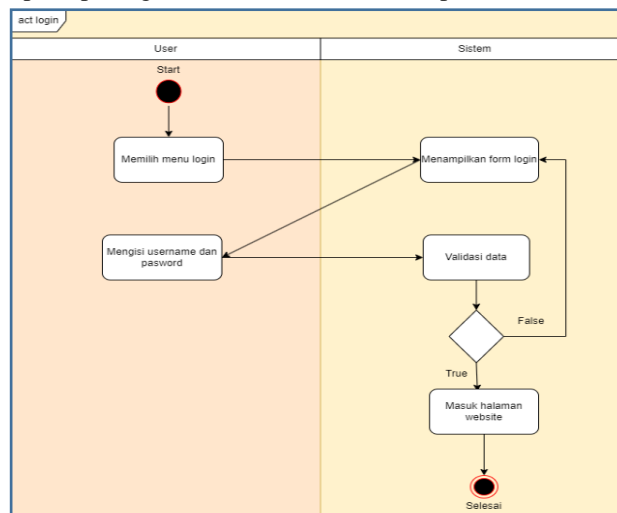 act login
User
Sistem
Start
Memilih menu login
Menampilkan form login
Mengisi username dan
pasword
Validasi data
False
True
Masuk halaman
website
Selesai